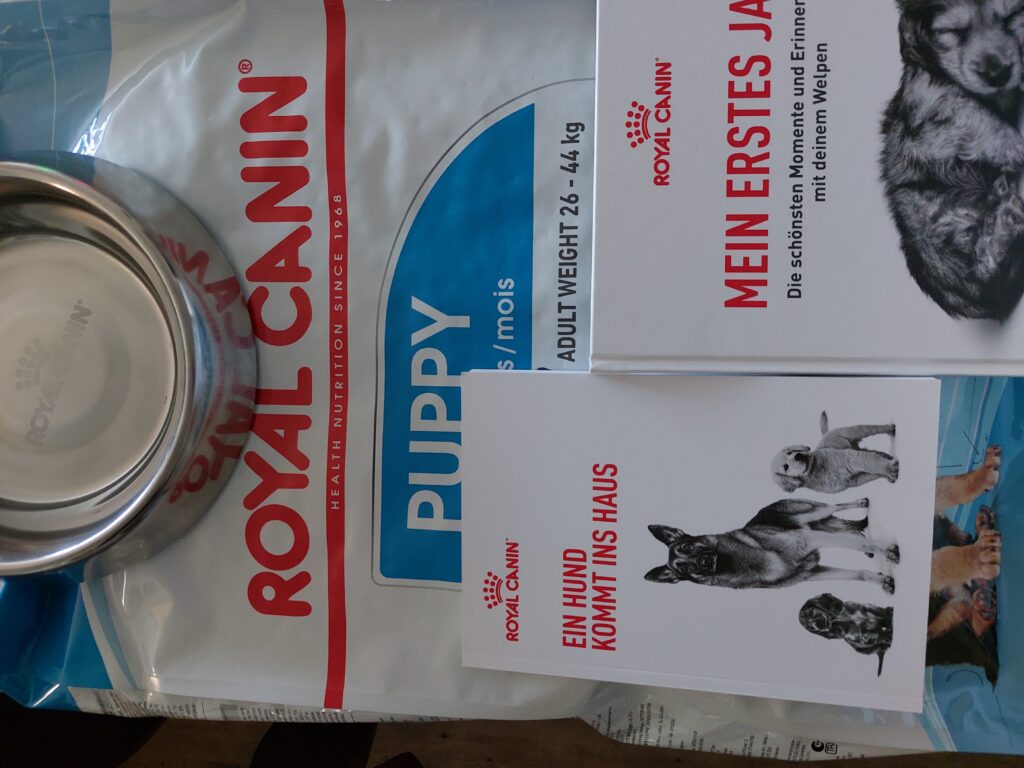 ROYAL CANIN
ROYAL CANIN®
HEALTH NUTRITION SINCE 1968
PUPPY
s/mois
ADULT WEIGHT 26 - 44 kg
ROYAL CANIN
MEIN ERSTES JA
Die schönsten Momente und Erinner
mit deinem Welpen
ROYAL CANIN
EIN HUND
KOMMT INS HAUS